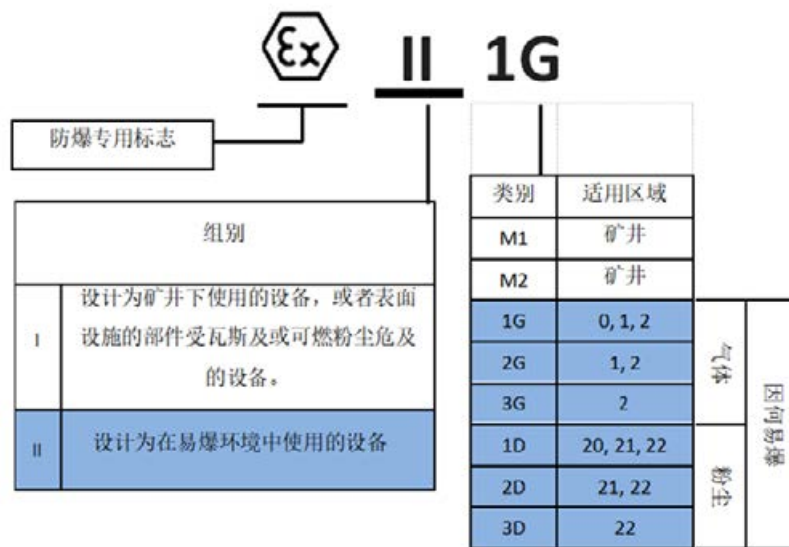 Ex II 1G
防爆专用标志
组别
I
设计为矿井下使用的设备，或者表面
设施的部件受瓦斯及或可燃粉尘危及
的设备。
II 设计为在易爆环境中使用的设备
类别 适用区域
M1 矿井
M2 矿井
1G 0, 1, 2
2G 1, 2
3G 2
1D 20, 21, 22
2D 21, 22
3D 22
气体
粉尘
因何易爆